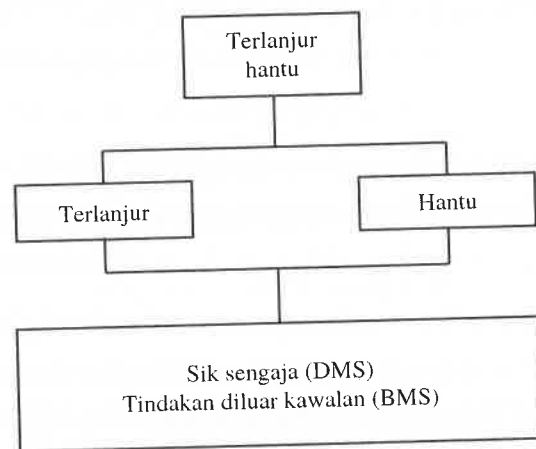 Terlanjur
hantu
Terlanjur
Hantu
Sik sengaja (DMS)
Tindakan diluar kawalan (BMS)